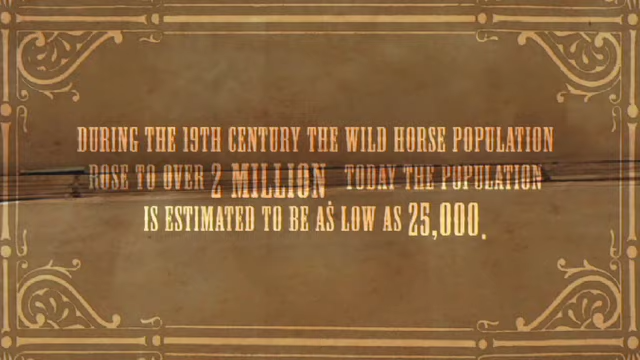 DURING THE 19TH CENTURY THE WILD HORSE POPULATION
ROSE TO OVER 2 MILLION TODAY THE POPULATION
IS ESTIMATED TO BE AS LOW AS 25,000.